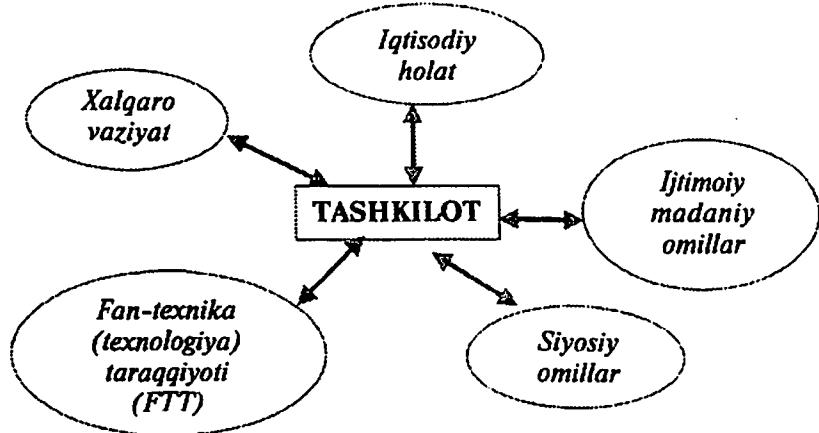 Iqtisodiy
holat
Xalqaro
vaziyat
TASHKILOT
Ijtimoiy
madaniy
omillar
Fan-texnika
(texnologiya)
taraqqiyoti
(FTT)
Siyosiy
omillar